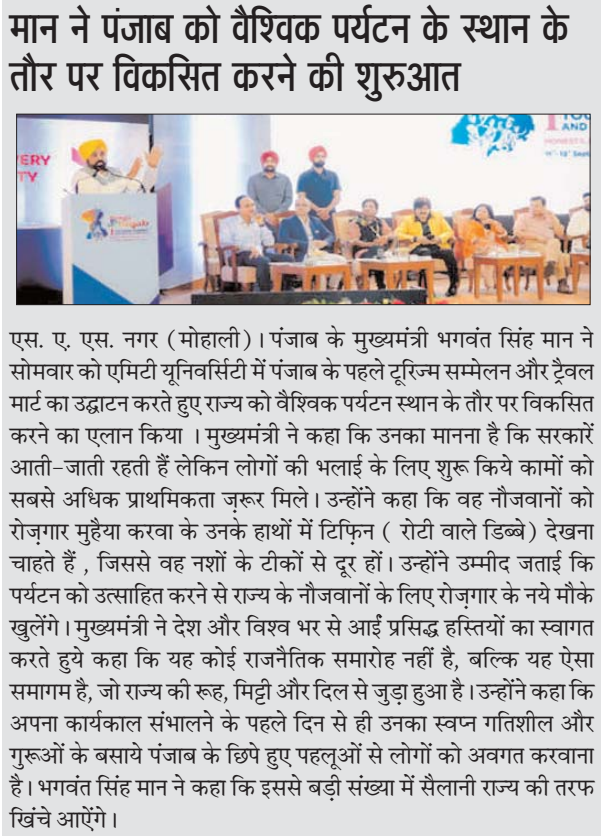 मान ने पंजाब को वैश्विक पर्यटन के स्थान के
तौर पर विकसित करने की शुरुआत
ERY
TY
TOU
AND
एस. ए. एस. नगर (मोहाली)। पंजाब के मुख्यमंत्री भगवंत सिंह मान ने
सोमवार को एमिटी यूनिवर्सिटी में पंजाब के पहले टूरिज्म सम्मेलन और ट्रैवल
मार्ट का उद्घाटन करते हुए राज्य को वैश्विक पर्यटन स्थान के तौर पर विकसित
करने का एलान किया । मुख्यमंत्री ने कहा कि उनका मानना है कि सरकारें
आती-जाती रहती हैं लेकिन लोगों की भलाई के लिए शुरू किये कामों को
सबसे अधिक प्राथमिकता ज़रूर मिले। उन्होंने कहा कि वह नौजवानों को
रोज़गार मुहैया करवा के उनके हाथों में टिफ़िन ( रोटी वाले डिब्बे) देखना
चाहते हैं , जिससे वह नशों के टीकों से दूर हों। उन्होंने उम्मीद जताई कि
पर्यटन को उत्साहित करने से राज्य के नौजवानों के लिए रोज़गार के नये मौके
खुलेंगे। मुख्यमंत्री ने देश और विश्व भर से आईं प्रसिद्ध हस्तियों का स्वागत
करते हुये कहा कि यह कोई राजनैतिक समारोह नहीं है, बल्कि यह ऐसा
समागम है, जो राज्य की रूह, मिट्टी और दिल से जुड़ा हुआ है। उन्होंने कहा कि
अपना कार्यकाल संभालने के पहले दिन से ही उनका स्वप्न गतिशील और
गुरूओं के बसाये पंजाब के छिपे हुए पहलूओं से लोगों को अवगत करवाना
है। भगवंत सिंह मान ने कहा कि इससे बड़ी संख्या में सैलानी राज्य की तरफ
खिंचे आऐंगे।